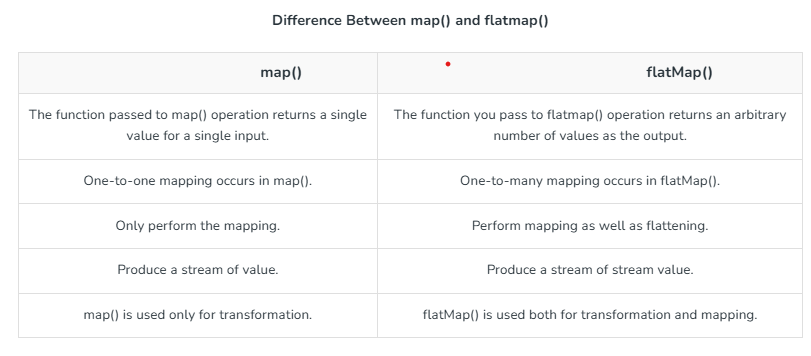 Difference Between map() and flatmap()
map()
flatMap()
The function passed to map() operation returns a single
value for a single input.
The function you pass to flatmap() operation returns an arbitrary
number of values as the output.
One-to-one mapping occurs in map().
One-to-many mapping occurs in flatMap().
Only perform the mapping.
Perform mapping as well as flattening.
Produce a stream of value.
Produce a stream of stream value.
map() is used only for transformation.
flatMap() is used both for transformation and mapping.